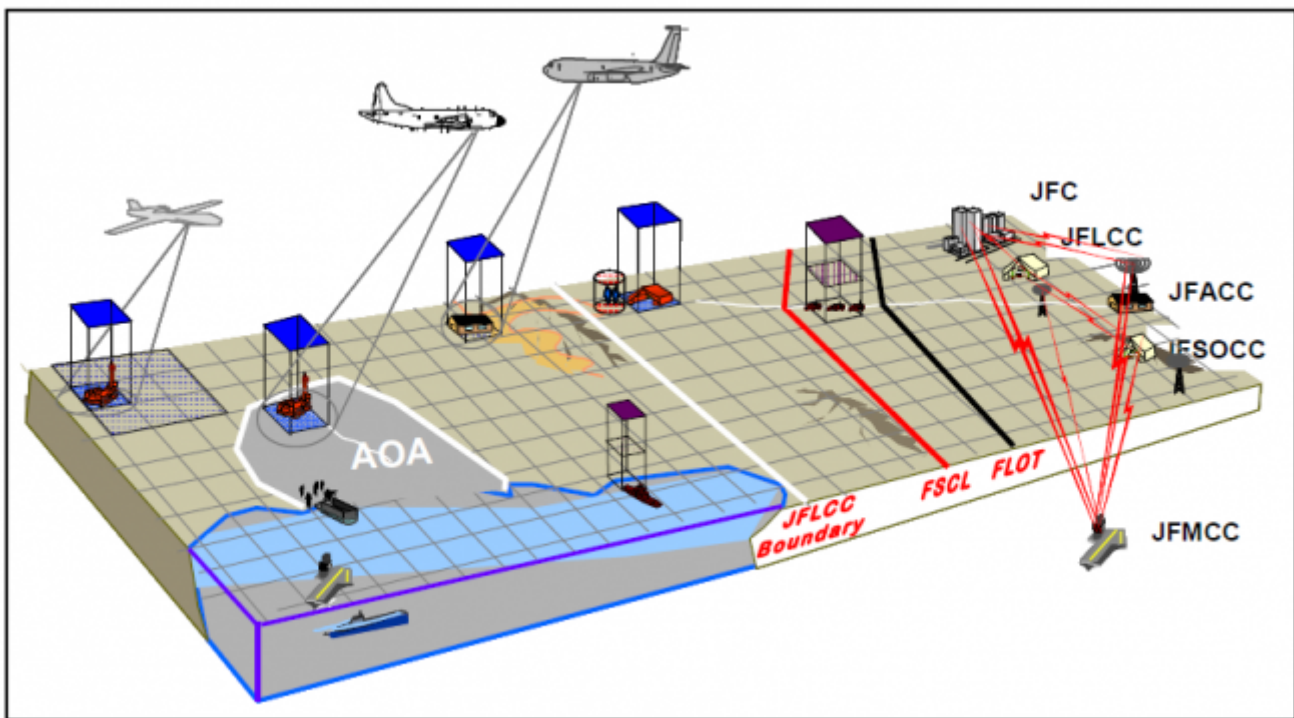 JFC
JFLCC
JFACC
JFSOCC
AOA
FSCL
FLOT
JFLCC
Boundary
JFMCC